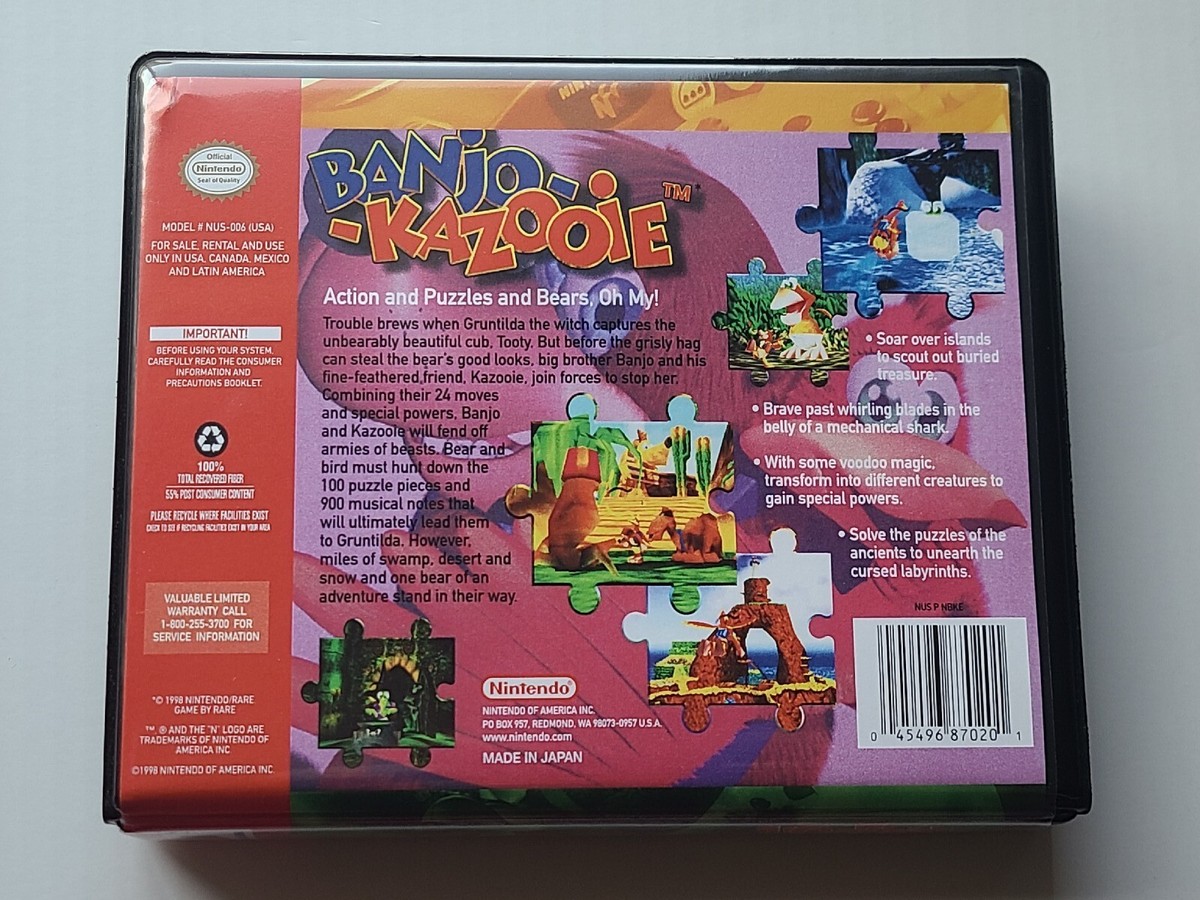 Official
Nintendo
Seal of Quality
MODEL # NUS-006 (USA)
FOR SALE, RENTAL AND USE
ONLY IN USA, CANADA, MEXICO
AND LATIN AMERICA
IMPORTANT!
BEFORE USING YOUR SYSTEM,
CAREFULLY READ THE CONSUMER
INFORMATION AND
PRECAUTIONS BOOKLET.
100%
TOTAL RECOVERED FIBER
55% POST CONSUMER CONTENT
PLEASE RECYCLE WHERE FACILITIES EXIST
CHECK TO SEE IF RECYCLING FACILITIES EXIST IN YOUR AREA
VALUABLE LIMITED
WARRANTY CALL
1-800-255-3700 FOR
SERVICE INFORMATION
*© 1998 NINTENDO/RARE
GAME BY RARE
™, ® AND THE "N" LOGO ARE
TRADEMARKS OF NINTENDO OF
AMERICA INC.
©1998 NINTENDO OF AMERICA INC.
BANJO-
-KAZOOIE™*
Action and Puzzles and Bears, Oh My!
Trouble brews when Gruntilda the witch captures the
unbearably beautiful cub, Tooty. But before the grisly hag
can steal the bear's good looks, big brother Banjo and his
fine-feathered friend, Kazooie, join forces to stop her.
Combining their 24 moves
and special powers, Banjo
and Kazooie will fend off
armies of beasts. Bear and
bird must hunt down the
100 puzzle pieces and
900 musical notes that
will ultimately lead them
to Gruntilda. However,
miles of swamp, desert and
snow and one bear of an
adventure stand in their way.
• Soar over islands
to scout out buried
treasure.
• Brave past whirling blades in the
belly of a mechanical shark.
• With some voodoo magic,
transform into different creatures to
gain special powers.
• Solve the puzzles of the
ancients to unearth the
cursed labyrinths.
Nintendo®
NINTENDO OF AMERICA INC.
PO BOX 957, REDMOND, WA 98073-0957 U.S.A.
www.nintendo.com
MADE IN JAPAN
NUS P NBKE
0 45496 87020 1